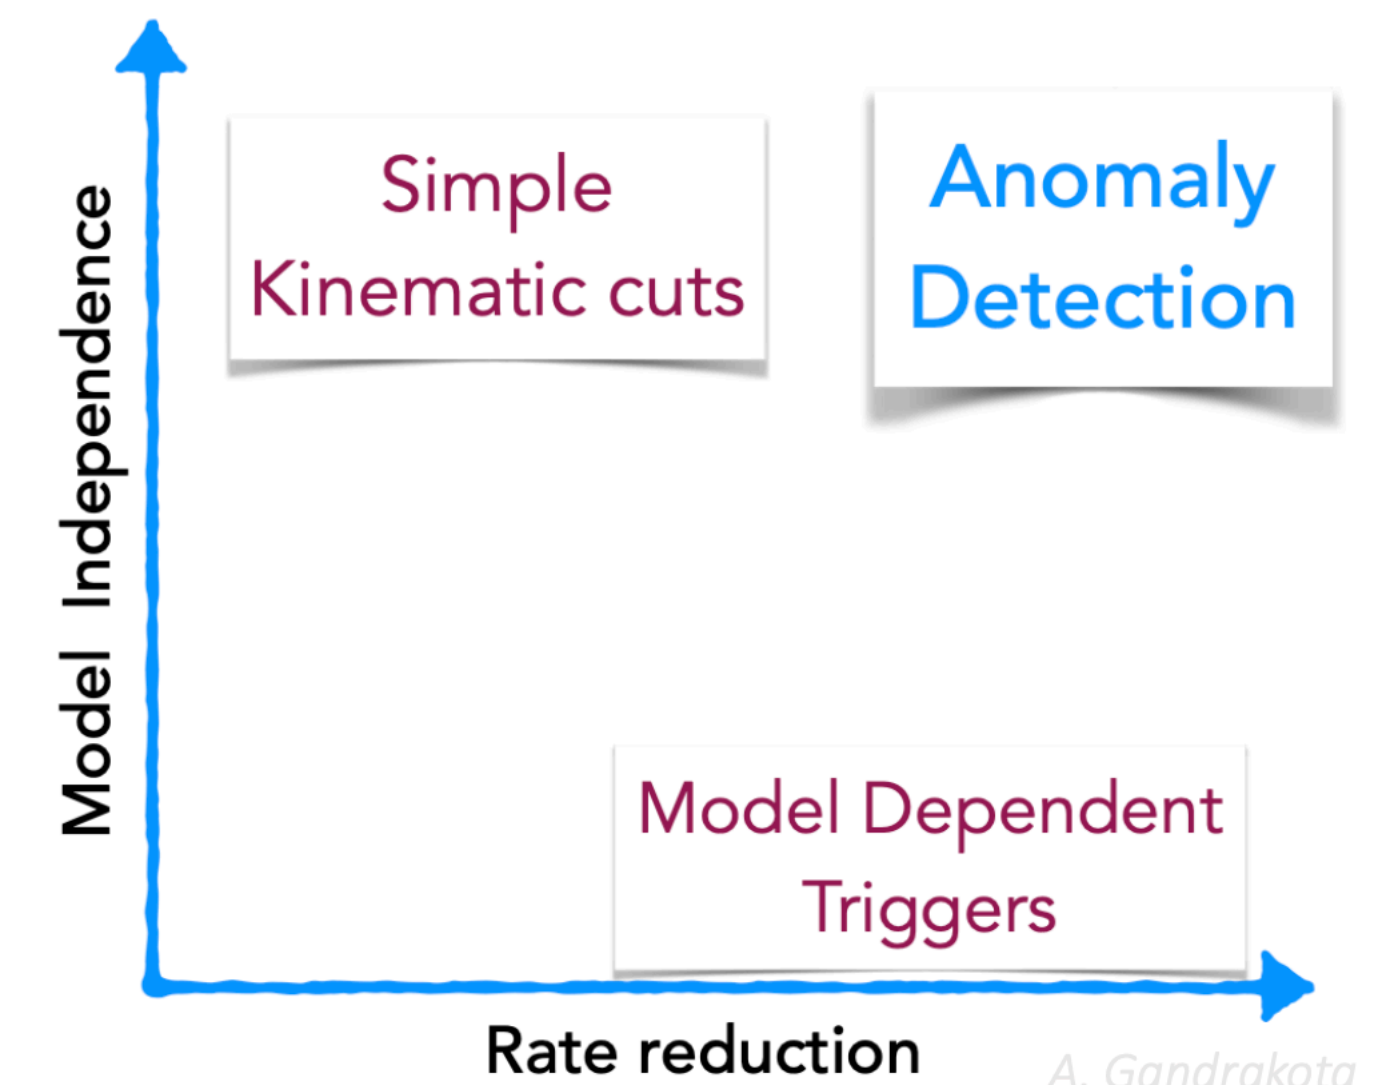 Simple
Kinematic cuts
Anomaly
Detection
Model Independence
Model Dependent
Triggers
Rate reduction
A. Gandrakota